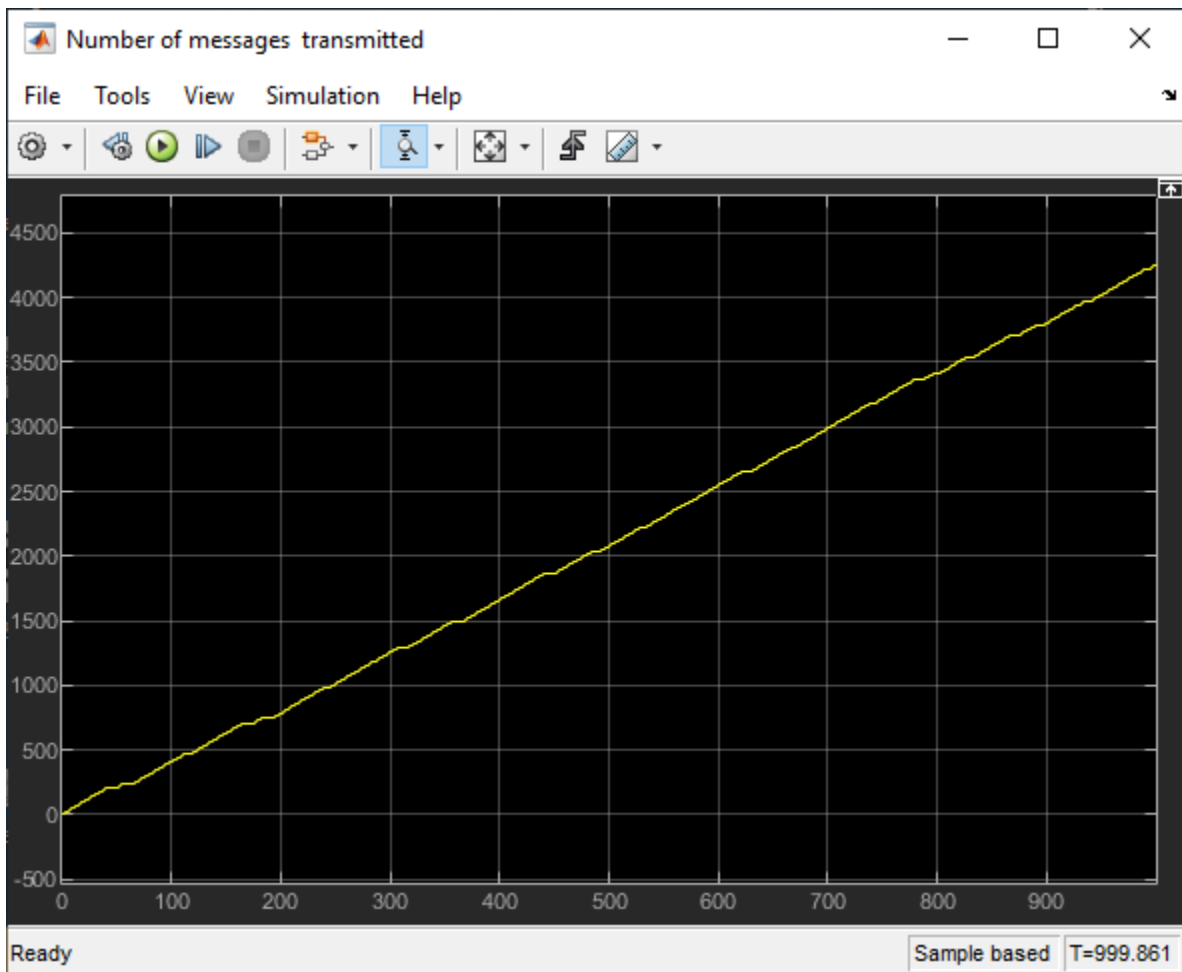 Number of messages  transmitted
File Tools View Simulation Help
4500
4000
3500
3000
2500
2000
1500
1000
500
0
-500
0 100 200 300 400 500 600 700 800 900
Ready Sample based T=999.861